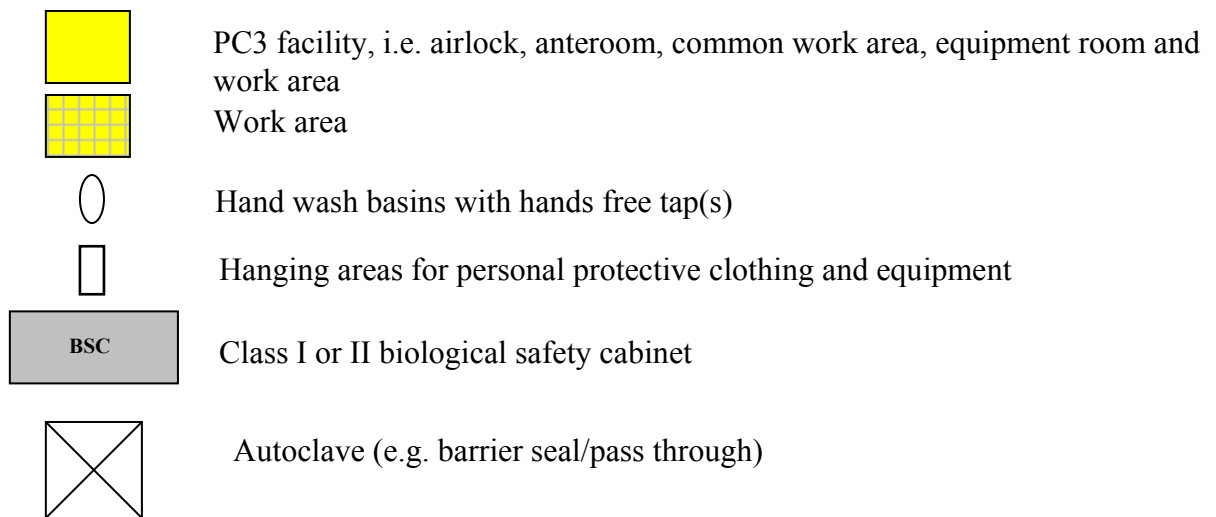 PC3 facility, i.e. airlock, anteroom, common work area, equipment room and
work area
Work area
Hand wash basins with hands free tap(s)
Hanging areas for personal protective clothing and equipment
BSC
Class I or II biological safety cabinet
Autoclave (e.g. barrier seal/pass through)